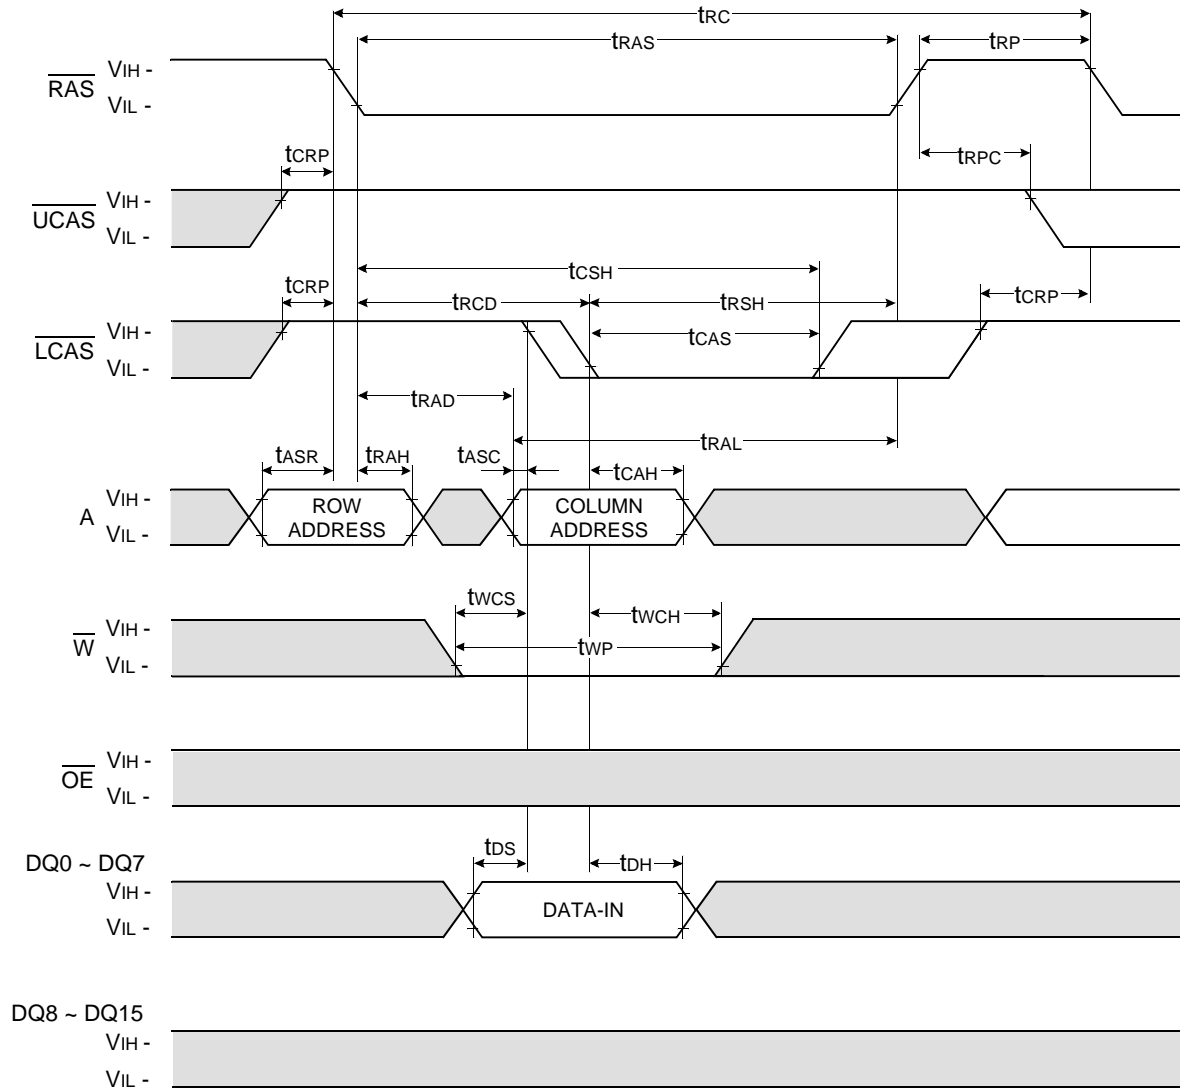 tRC
tRAS
tRP
RAS
VIH -
VIL -
tCRP
tRPC
UCAS
VIH -
VIL -
tCSH
tCRP
tRCD
tRSH
tCRP
LCAS
VIH -
VIL -
tCAS
tRAD
tRAL
tASR
tRAH
tASC
tCAH
A
VIH -
VIL -
ROW
ADDRESS
COLUMN
ADDRESS
tWCS
tWCH
W
VIH -
VIL -
tWP
OE
VIH -
VIL -
tDS
tDH
DQ0 ~ DQ7
VIH -
VIL -
DATA-IN
DQ8 ~ DQ15
VIH -
VIL -